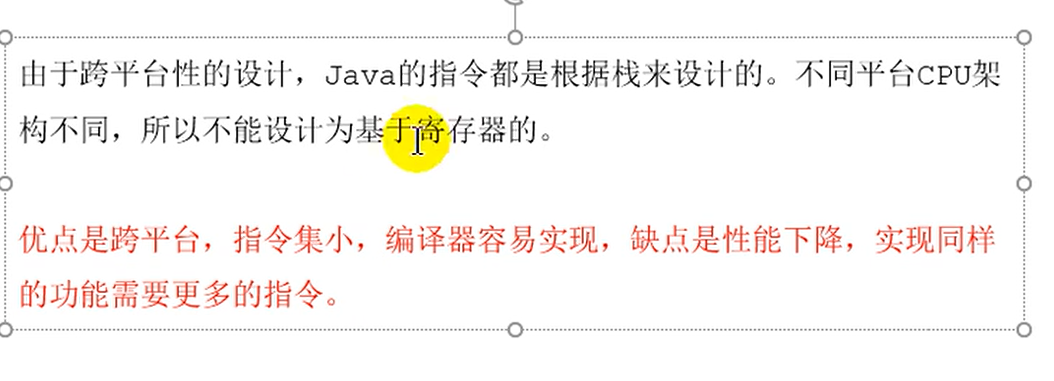 由于跨平台性的设计，Java的指令都是根据栈来设计的。不同平台CPU架
构不同，所以不能设计为基于寄存器的。
优点是跨平台，指令集小，编译器容易实现，缺点是性能下降，实现同样
的功能需要更多的指令。